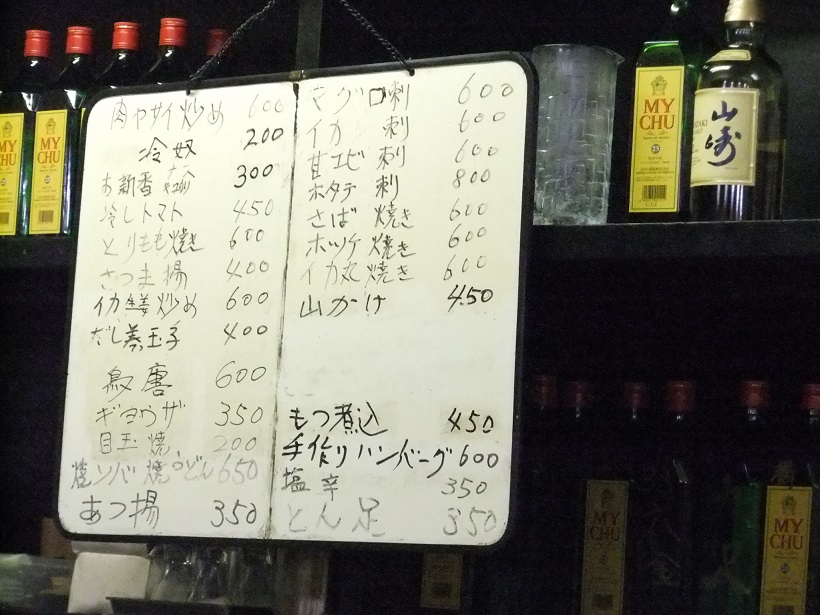 肉ヤサイ炒め 600
冷奴 200
お新香 300
冷しトマト 450
とりもも焼き 600
さつま揚 400
イカ 炒め 600
だし巻玉子 400
鳥唐 600
ギョウザ 350
目玉焼 200
焼ソバ 焼うどん 650
あつ揚 350
マグロ刺 600
イカ 刺 600
甘エビ 刺 600
ホタテ 刺 800
さば 焼き 600
ホッケ 焼き 600
イカ丸 焼き 600
山かけ 450
もつ煮込 450
手作りハンバーグ 600
塩辛 350
とん足 350
MY
CHU
25
山崎
MY
CHU
MY
CHU
MY
CHU
MY
CHU